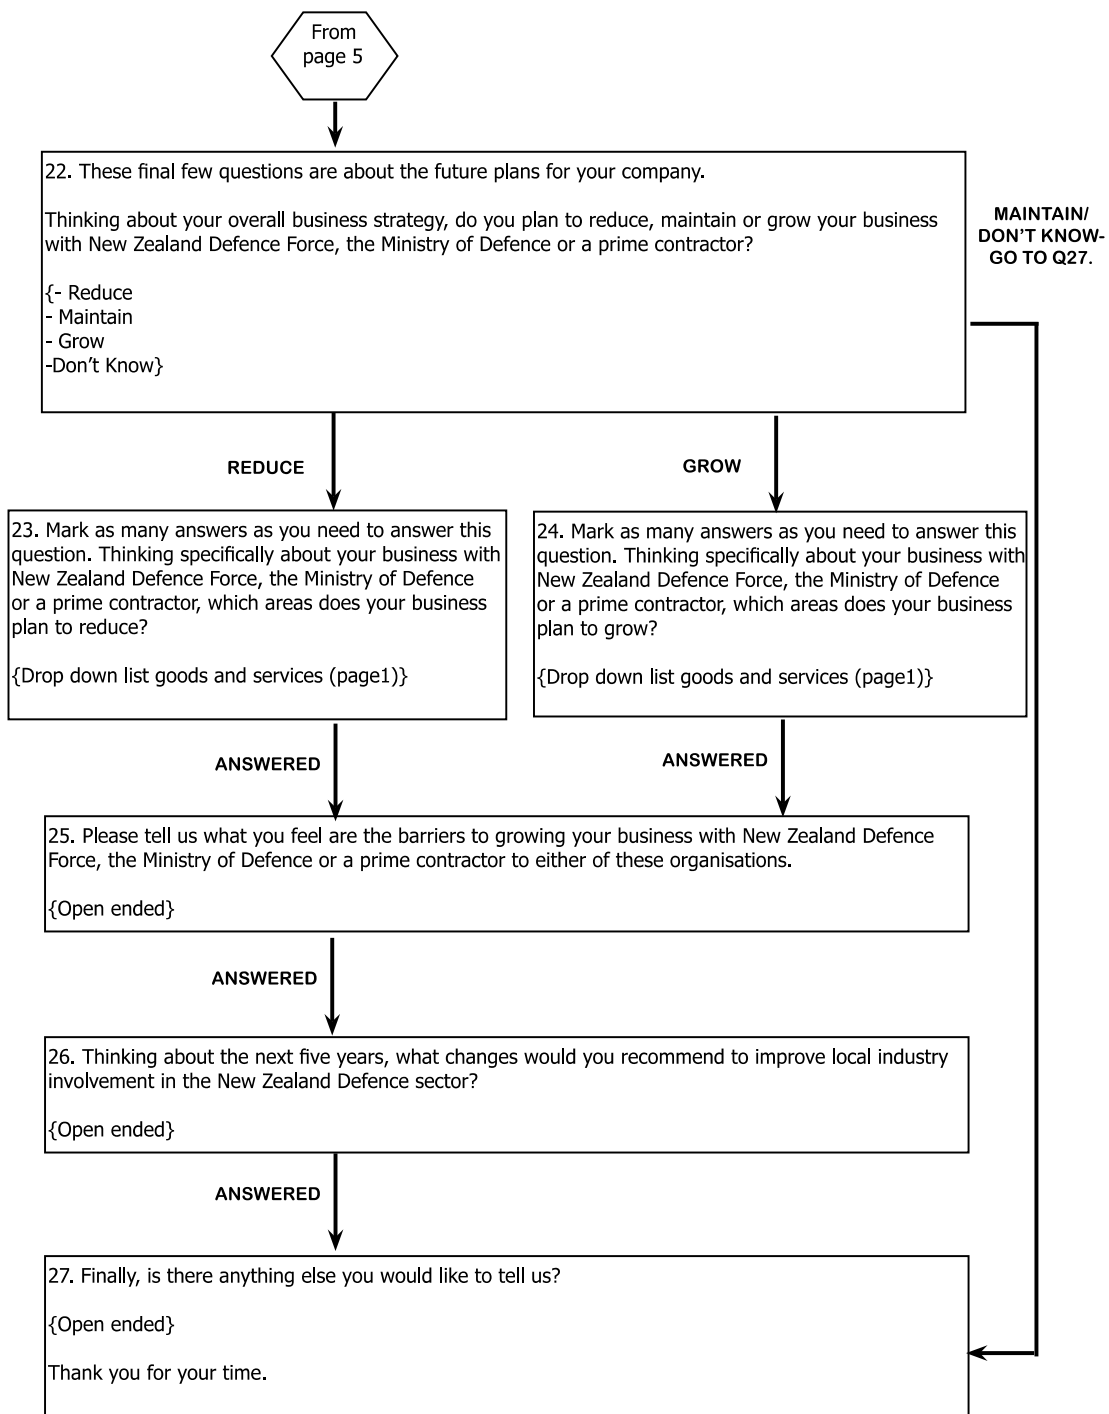 From
page 5
22. These final few questions are about the future plans for your company.
Thinking about your overall business strategy, do you plan to reduce, maintain or grow your business
with New Zealand Defence Force, the Ministry of Defence or a prime contractor?
{- Reduce
- Maintain
- Grow
-Don’t Know}
MAINTAIN/
DON’T KNOW-
GO TO Q27.
REDUCE
GROW
23. Mark as many answers as you need to answer this
question. Thinking specifically about your business with
New Zealand Defence Force, the Ministry of Defence
or a prime contractor, which areas does your business
plan to reduce?
{Drop down list goods and services (page1)}
24. Mark as many answers as you need to answer this
question. Thinking specifically about your business with
New Zealand Defence Force, the Ministry of Defence
or a prime contractor, which areas does your business
plan to grow?
{Drop down list goods and services (page1)}
ANSWERED
ANSWERED
25. Please tell us what you feel are the barriers to growing your business with New Zealand Defence
Force, the Ministry of Defence or a prime contractor to either of these organisations.
{Open ended}
ANSWERED
26. Thinking about the next five years, what changes would you recommend to improve local industry
involvement in the New Zealand Defence sector?
{Open ended}
ANSWERED
27. Finally, is there anything else you would like to tell us?
{Open ended}
Thank you for your time.